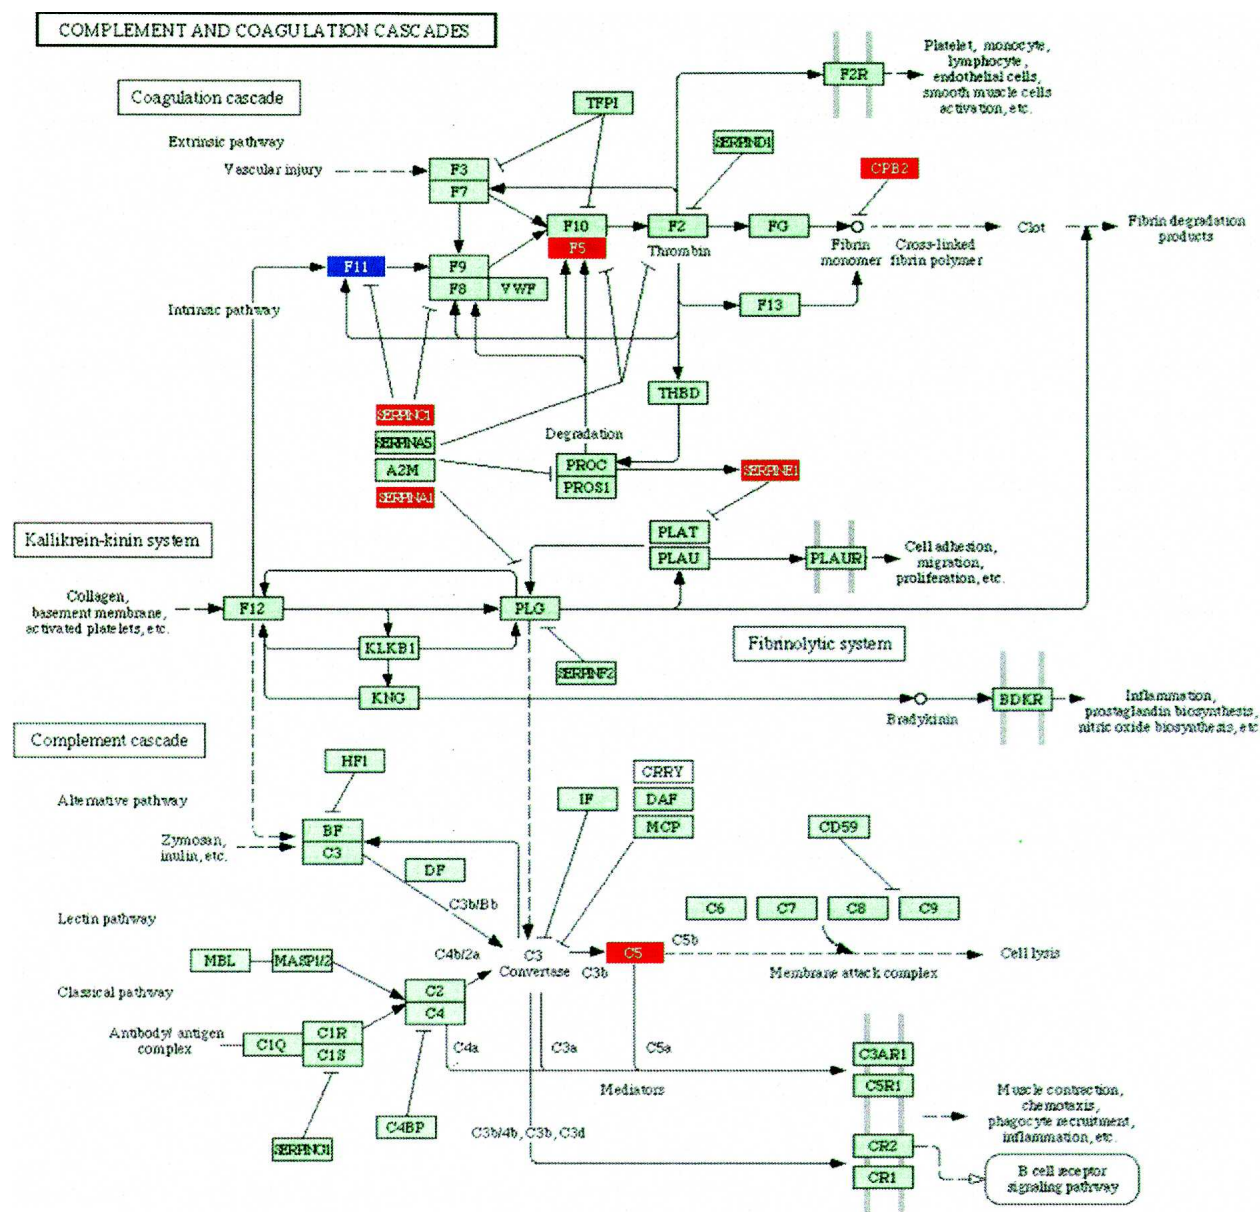 COMPLEMENT AND COAGULATION CASCADES
Platelet, monocyte,
lymphocyte,
endothelial cells,
smooth muscle cells
activation, etc.
F2R
Coagulation cascade
TFPI
Extrinsic pathway
SERPIND1
Vascular injury
F3
F7
CPB2
F10
F5
F2
Thrombin
FG
Fibrin
monomer
Cross-linked
fibrin polymer
Clot
Fibrin degradation
products
F11
F9
F8
VWF
Intrinsic pathway
F13
THBD
SERPINC1
SERPINA5
A2M
SERPINA1
Degradation
PROC
PROS1
SERPINE1
PLAT
PLAU
PLAUR
Cell adhesion,
migration,
proliferation, etc.
Kallikrein-kinin system
Collagen,
basement membrane,
activated platelets, etc.
F12
PLG
KLKB1
Fibrinolytic system
SERPINF2
KNG
Bradykinin
BDKR
Inflammation,
prostaglandin biosynthesis,
nitric oxide biosynthesis, etc
Complement cascade
HF1
CRRY
IF
DAF
MCP
CD59
Alternative pathway
Zymosan,
inulin, etc.
BF
C3
DF
C3b/Bb
Lectin pathway
C6
C7
C8
C9
MBL
MASP1/2
C4b/2a
C3
Convertase
C3b
C5
C5b
Membrane attack complex
Cell lysis
Classical pathway
C2
C4
Antibody/ antigen
complex
C1Q
C1R
C1S
C4a
C3a
C5a
Mediators
C3AR1
C5R1
Muscle contraction,
chemotaxis,
phagocyte recruitment,
inflammation, etc.
SERPING1
C4BP
C3b/4b, C3b, C3d
CR2
CR1
B cell receptor
signaling pathway